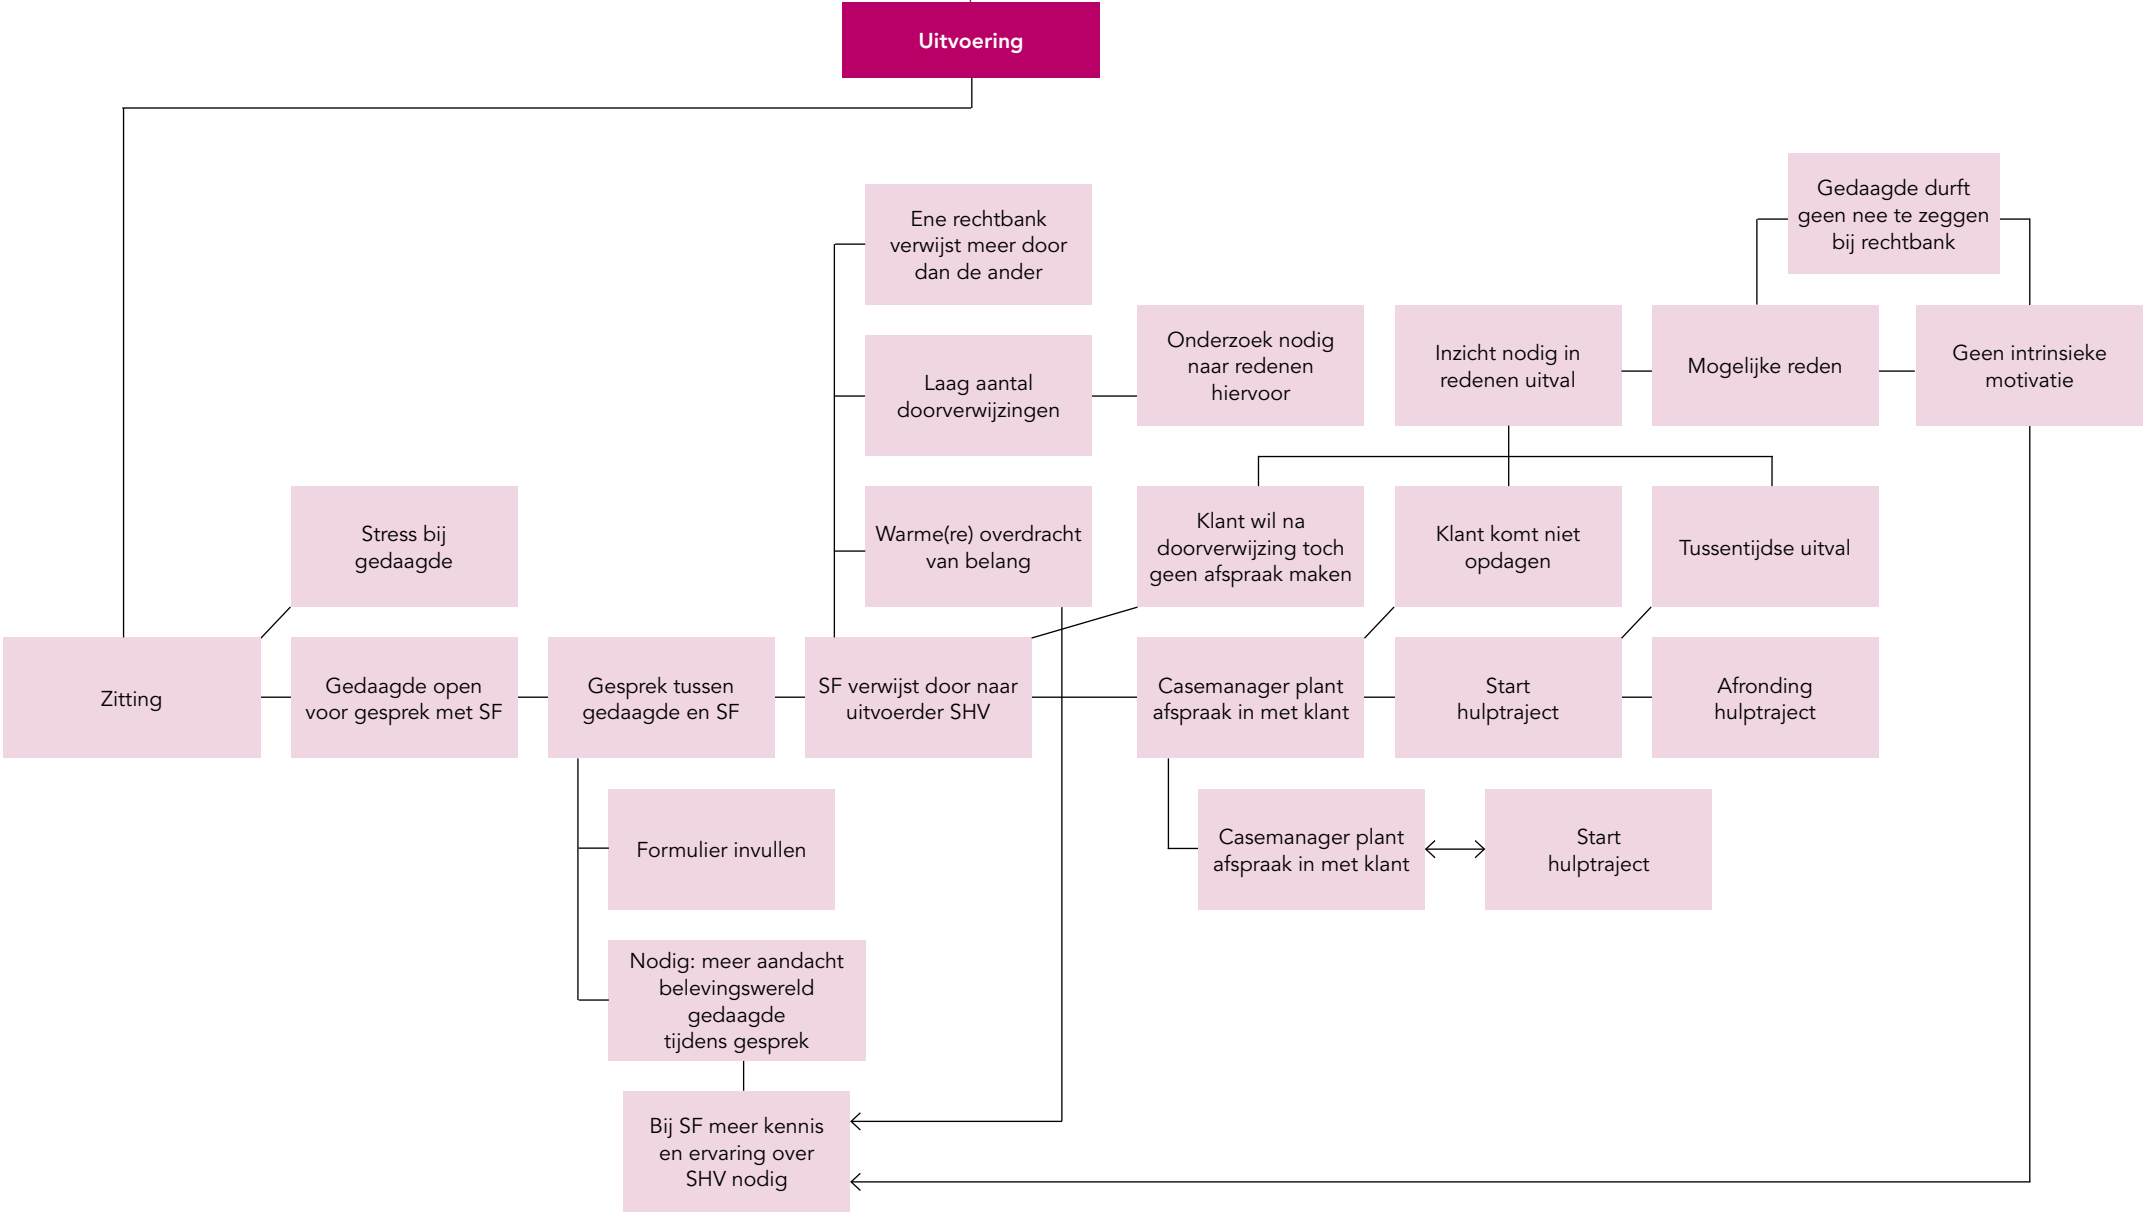 Uitvoering
Gedaagde durft
geen nee te zeggen
bij rechtbank
Ene rechtbank
verwijst meer door
dan de ander
Laag aantal
doorverwijzingen
Onderzoek nodig
naar redenen
hiervoor
Inzicht nodig in
redenen uitval
Mogelijke reden
Geen intrinsieke
motivatie
Stress bij
gedaagde
Warme(re) overdracht
van belang
Klant wil na
doorverwijzing toch
geen afspraak maken
Klant komt niet
opdagen
Tussentijdse uitval
Zitting
Gedaagde open
voor gesprek met SF
Gesprek tussen
gedaagde en SF
SF verwijst door naar
uitvoerder SHV
Casemanager plant
afspraak in met klant
Start
hulptraject
Afronding
hulptraject
Formulier invullen
Casemanager plant
afspraak in met klant
Start
hulptraject
Nodig: meer aandacht
belevingswereld
gedaagde
tijdens gesprek
Bij SF meer kennis
en ervaring over
SHV nodig